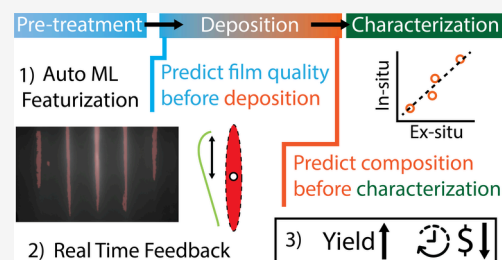 Pre-treatment
Deposition
Characterization
1) Auto ML
Featurization
Predict film quality
before deposition
In-situ
Ex-situ
Predict composition
before characterization
2) Real Time Feedback
3) Yield
$